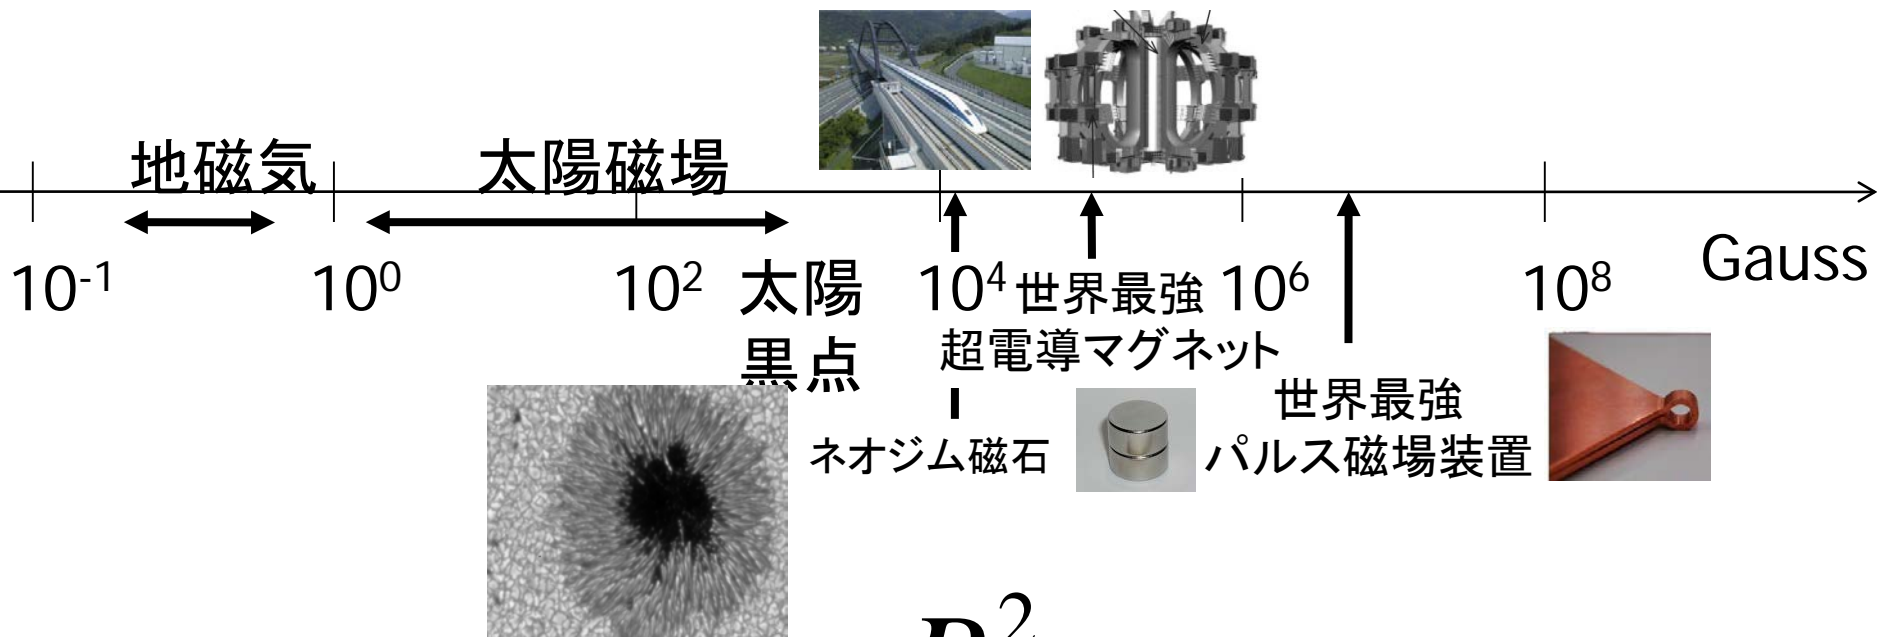 地磁気 太陽磁場
10⁻¹ 10⁰ 10² 10⁴ 10⁶ 10⁸ Gauss
太陽
黒点
世界最強
超電導マグネット
ネオジム磁石
世界最強
パルス磁場装置
B²